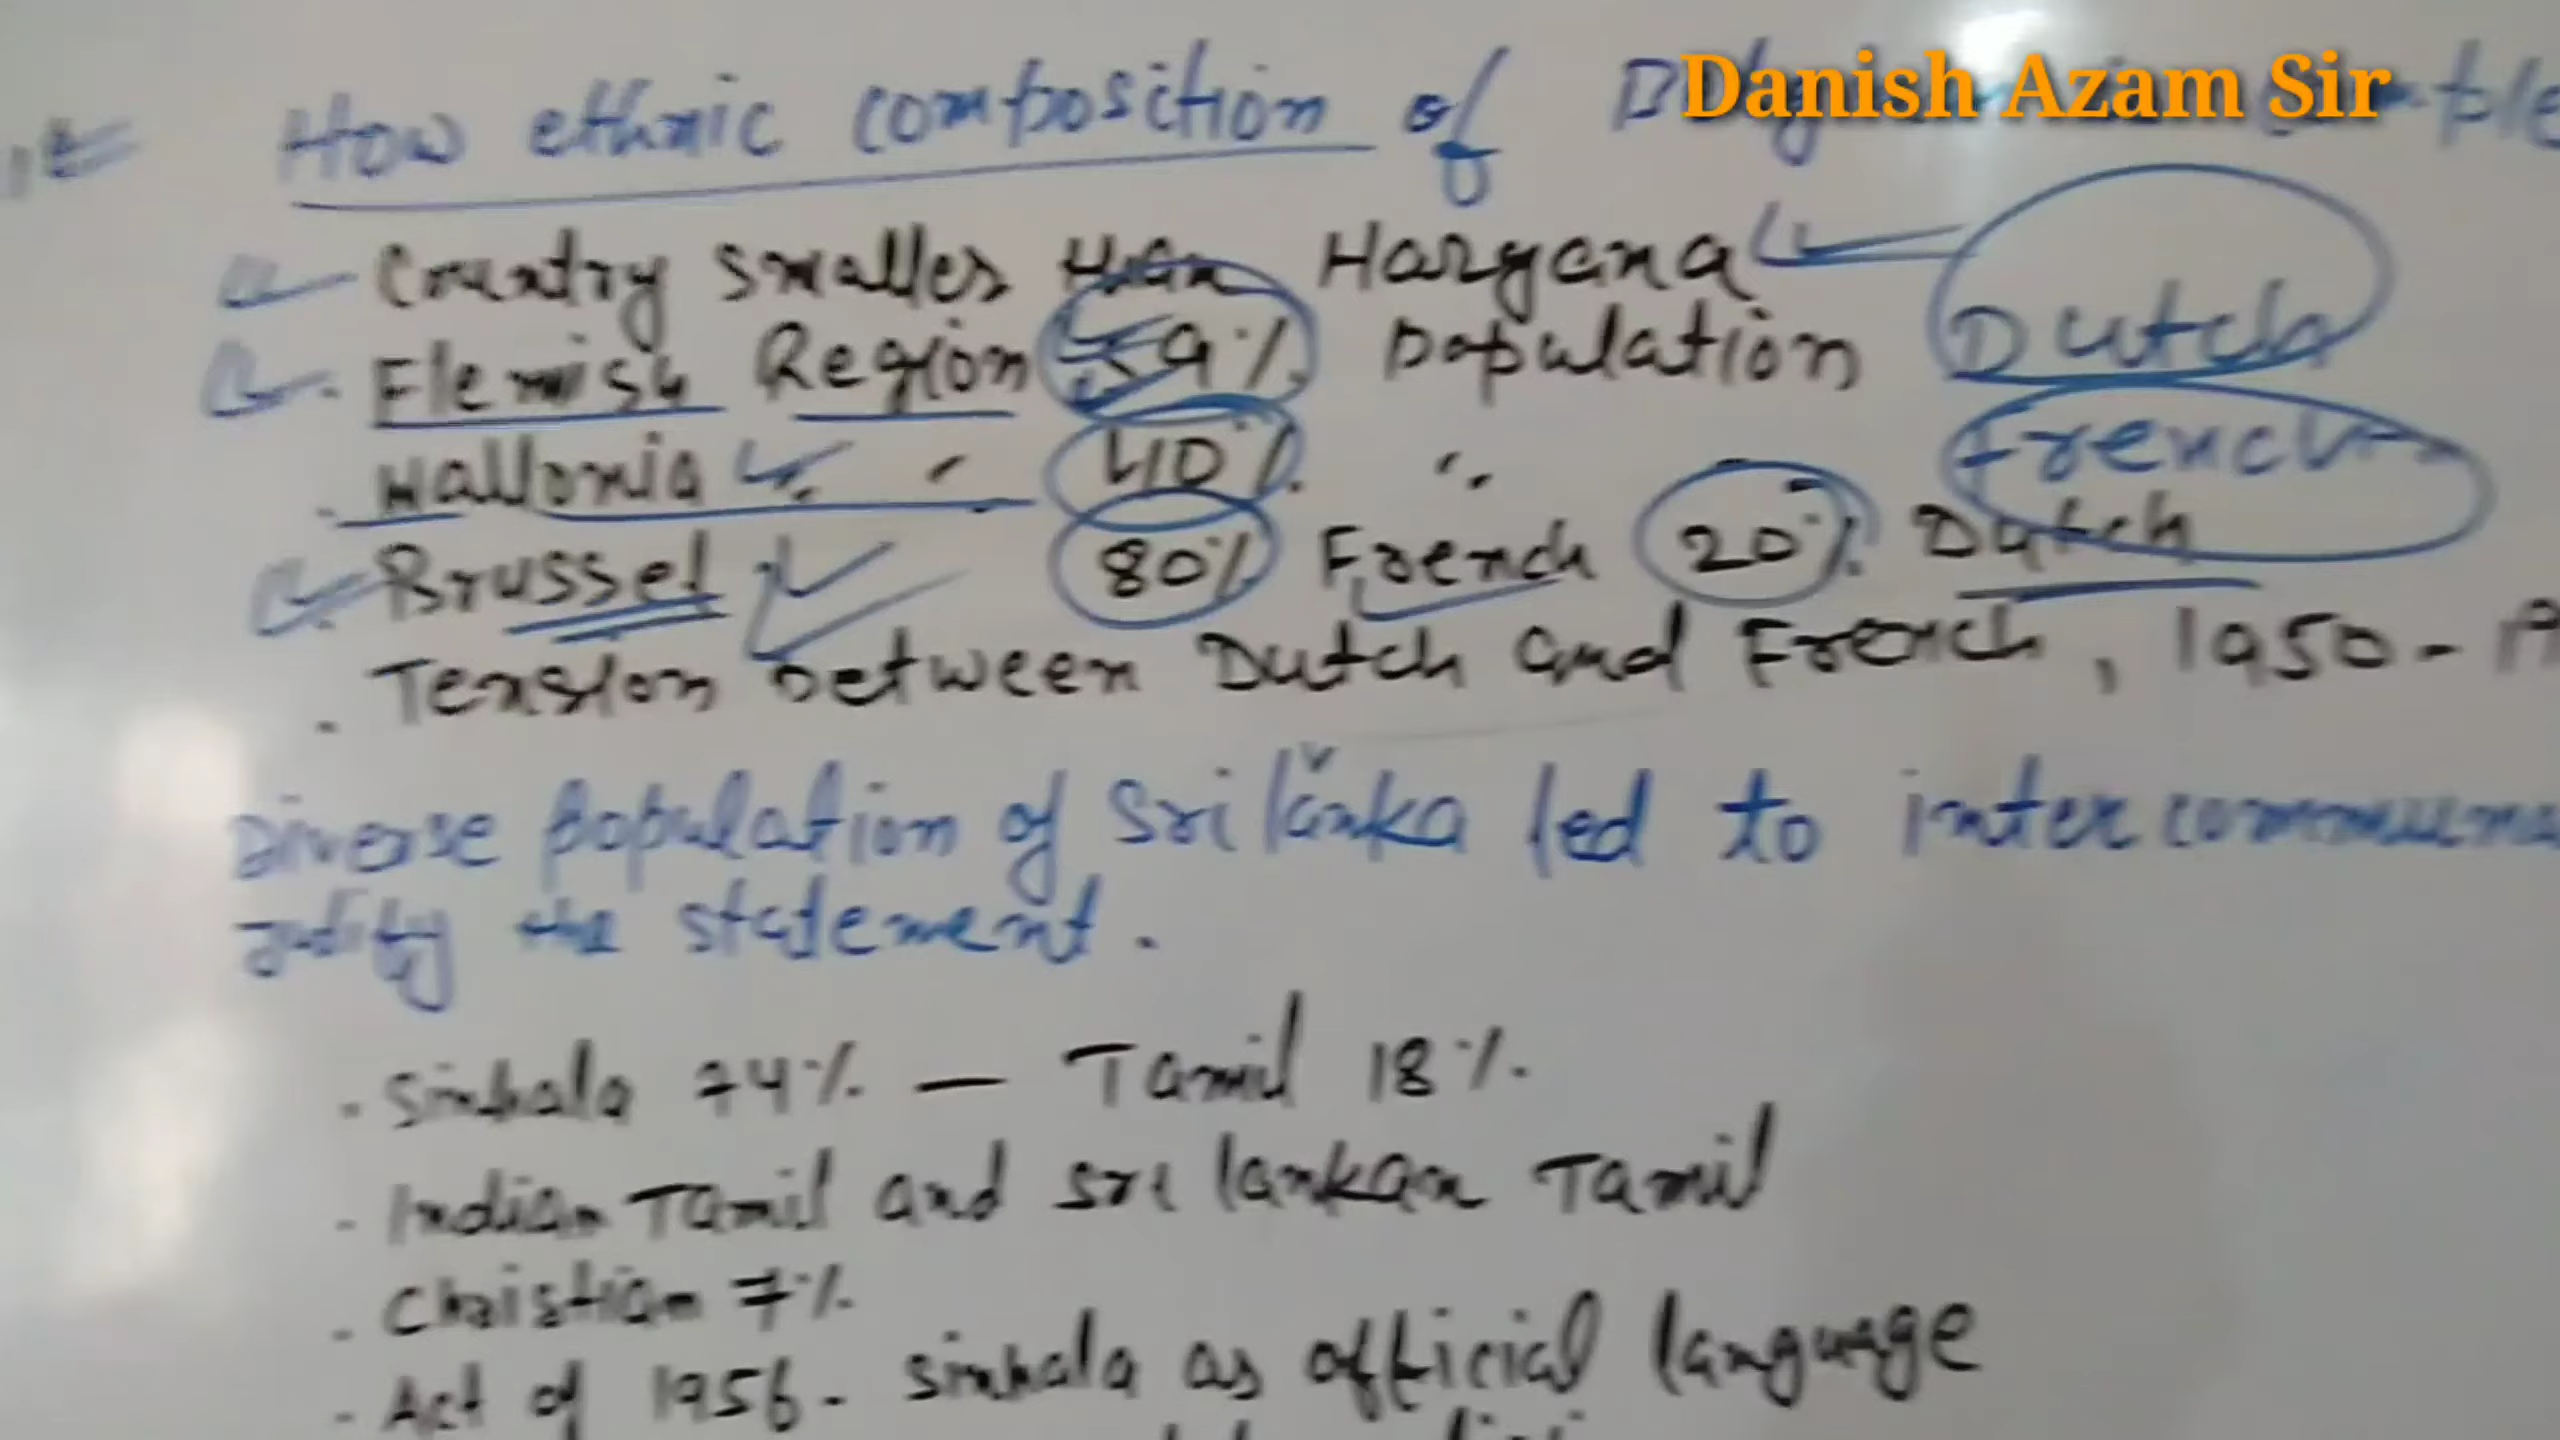 Danish Azam Sir
How ethnic composition of
Country smaller than Haryana
Flemish Region 59% Population Dutch
Wallonia " 40% " French
Brussel 80% French 20% Dutch
Tension between Dutch and French, 1950 -
Diverse population of Sri lanka led to inter
the statement.
Sinhala 74% — Tamil 18%.
Indian Tamil and Sri lankan Tamil
Christian 7%.
Act of 1956. Sinhala as official language